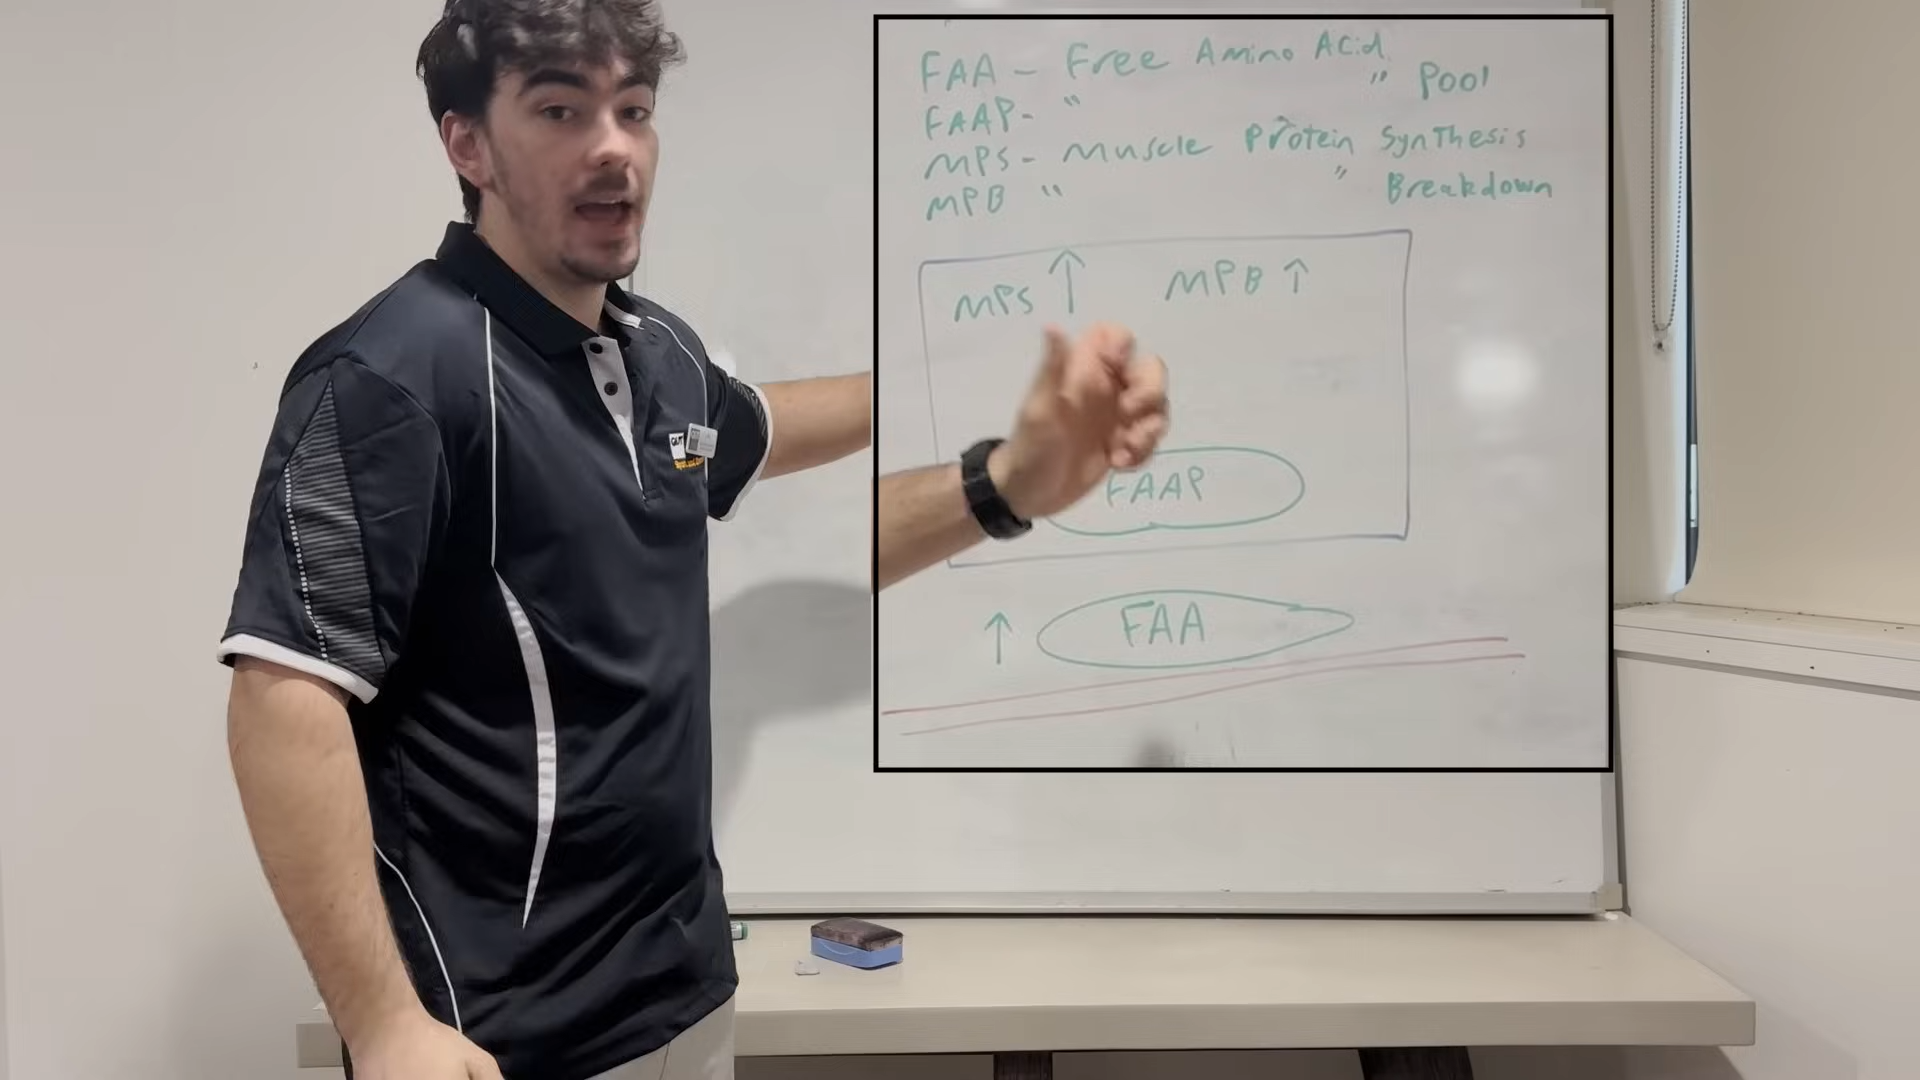 FAA - Free Amino Acid
FAAP- " " Pool
MPS - Muscle Protein Synthesis
MPB " " Breakdown
MPS ↑ MPB ↑
FAAP
↑ FAA